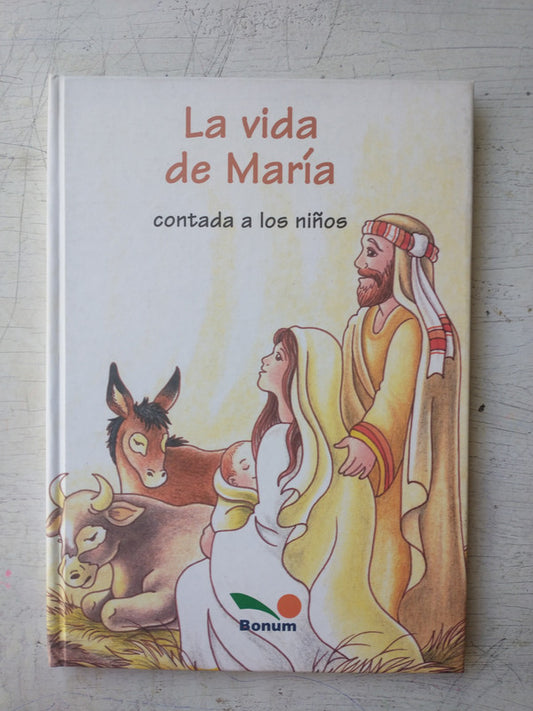 La vida
de María
contada a los niños
Bonum